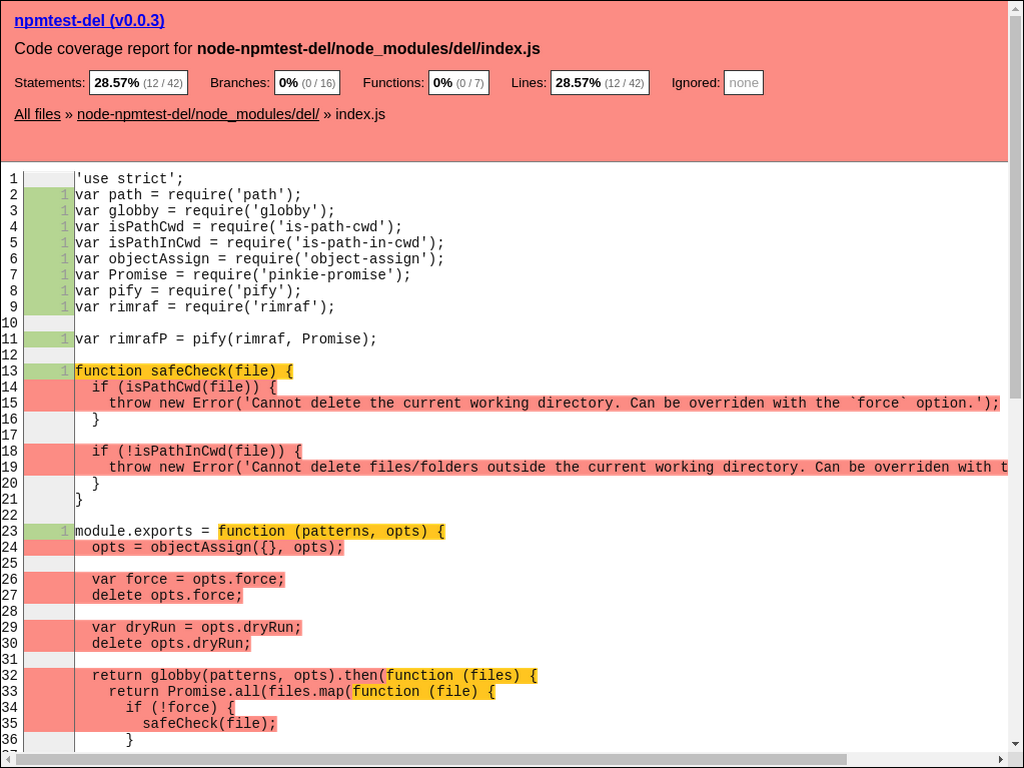 npmtest-del (v0.0.3)
Code coverage report for node-npmtest-del/node_modules/del/index.js
Statements: 28.57% (12 / 42) Branches: 0% (0 / 16) Functions: 0% (0 / 7) Lines: 28.57% (12 / 42) Ignored: none
All files » node-npmtest-del/node_modules/del/ » index.js
1 'use strict';
2 1 var path = require('path');
3 1 var globby = require('globby');
4 1 var isPathCwd = require('is-path-cwd');
5 1 var isPathInCwd = require('is-path-in-cwd');
6 1 var objectAssign = require('object-assign');
7 1 var Promise = require('pinkie-promise');
8 1 var pify = require('pify');
9 1 var rimraf = require('rimraf');
10
11 1 var rimrafP = pify(rimraf, Promise);
12
13 1 function safeCheck(file) {
14 if (isPathCwd(file)) {
15 throw new Error('Cannot delete the current working directory. Can be overriden with the `force` option.');
16 }
17
18 if (!isPathInCwd(file)) {
19 throw new Error('Cannot delete files/folders outside the current working directory. Can be overriden with t
20 }
21 }
22
23 1 module.exports = function (patterns, opts) {
24 opts = objectAssign({}, opts);
25
26 var force = opts.force;
27 delete opts.force;
28
29 var dryRun = opts.dryRun;
30 delete opts.dryRun;
31
32 return globby(patterns, opts).then(function (files) {
33 return Promise.all(files.map(function (file) {
34 if (!force) {
35 safeCheck(file);
36 }